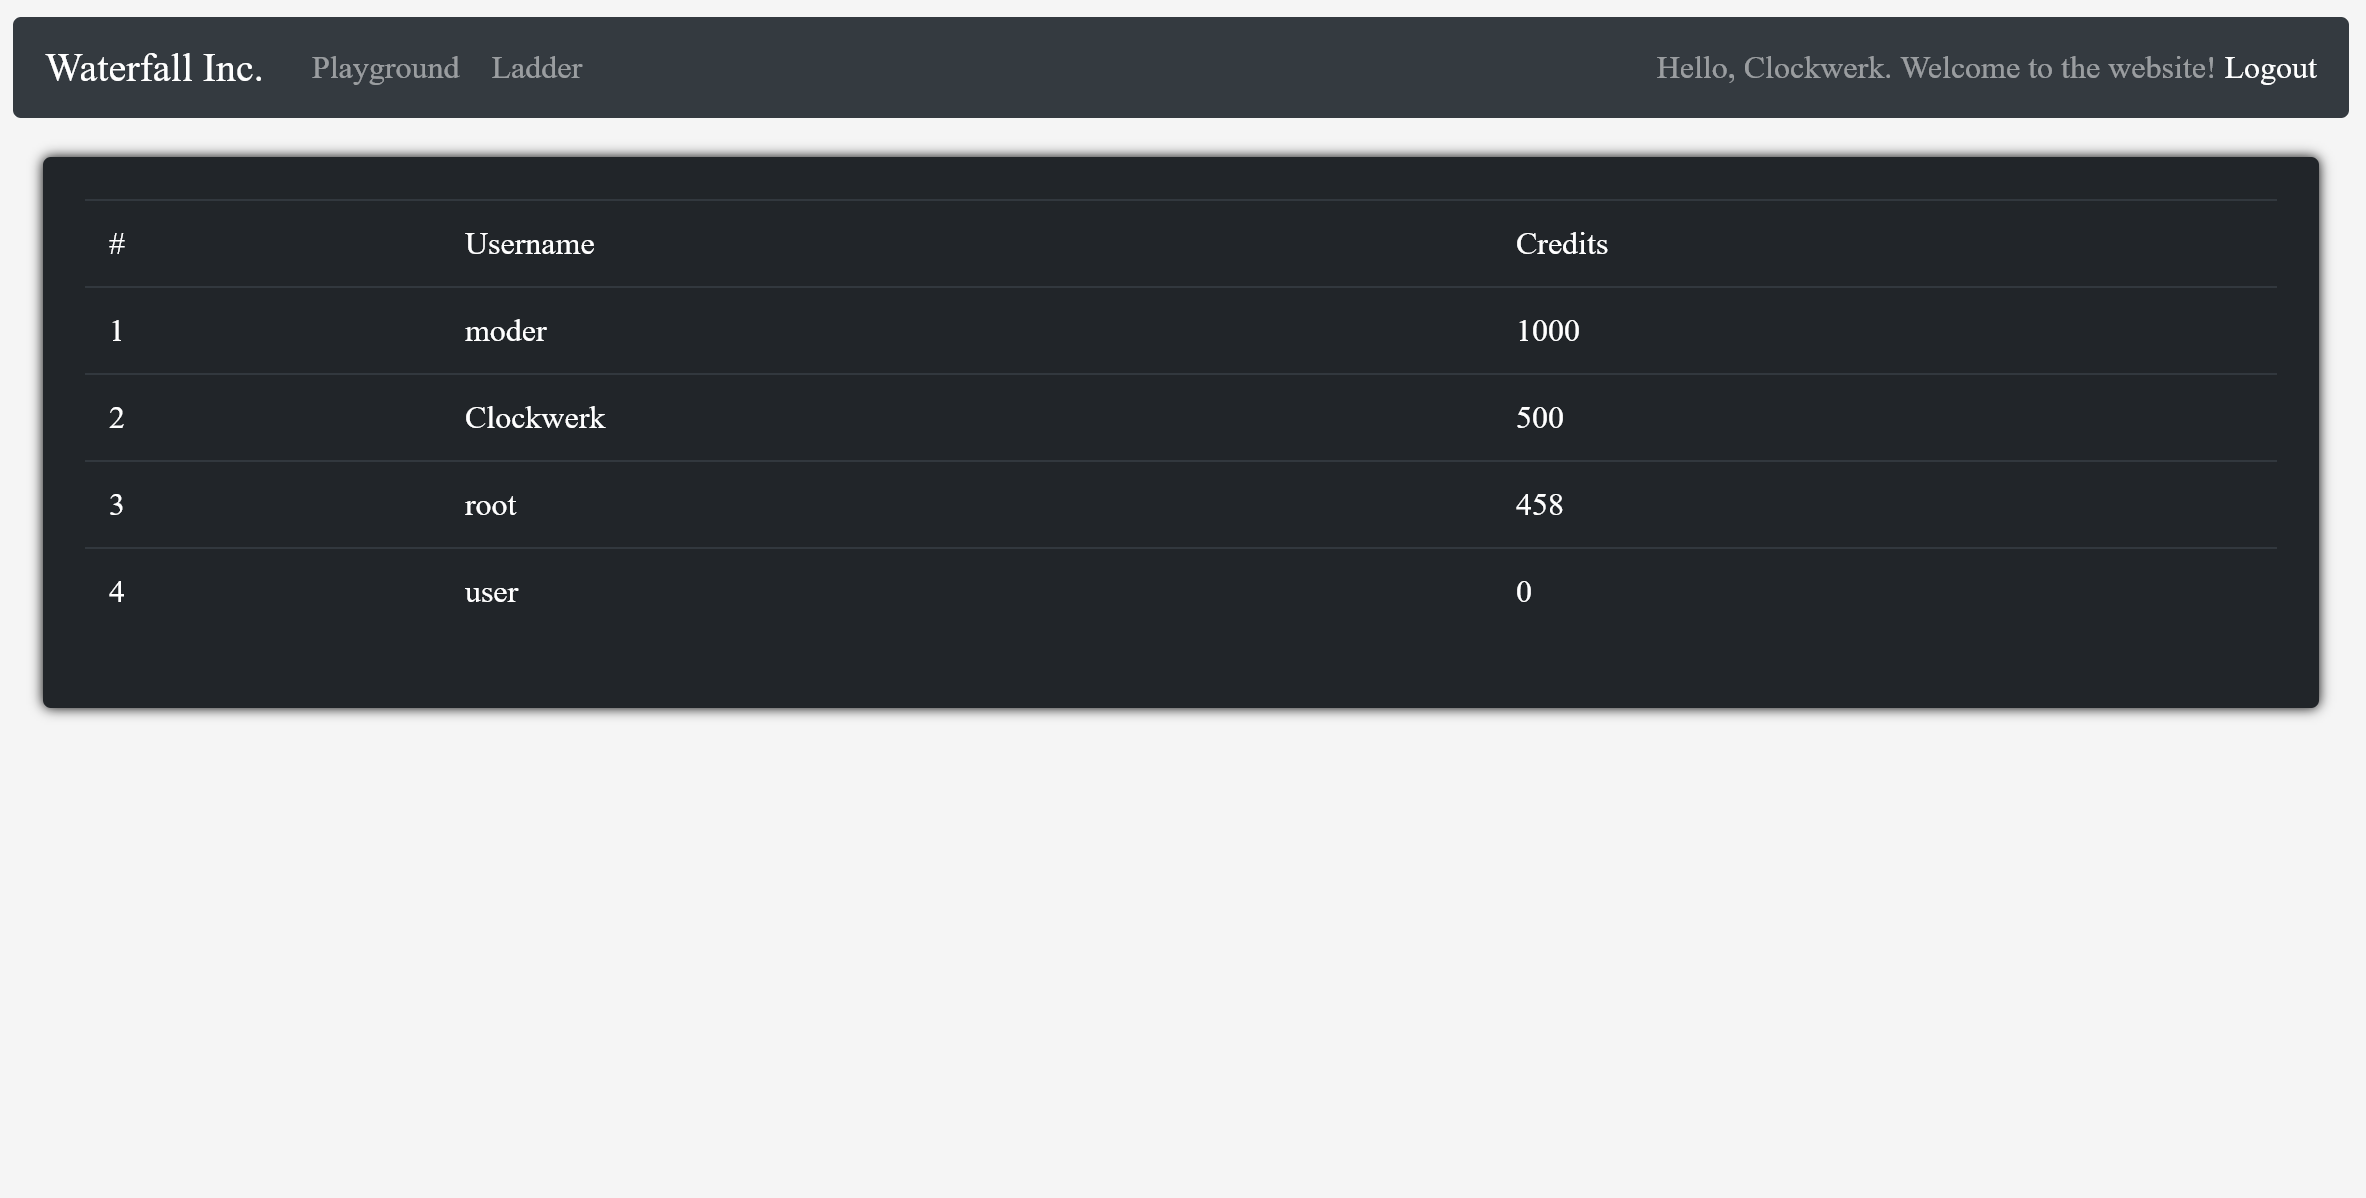 Waterfall Inc. Playground Ladder Hello, Clockwerk. Welcome to the website! Logout
# Username Credits
1 moder 1000
2 Clockwerk 500
3 root 458
4 user 0